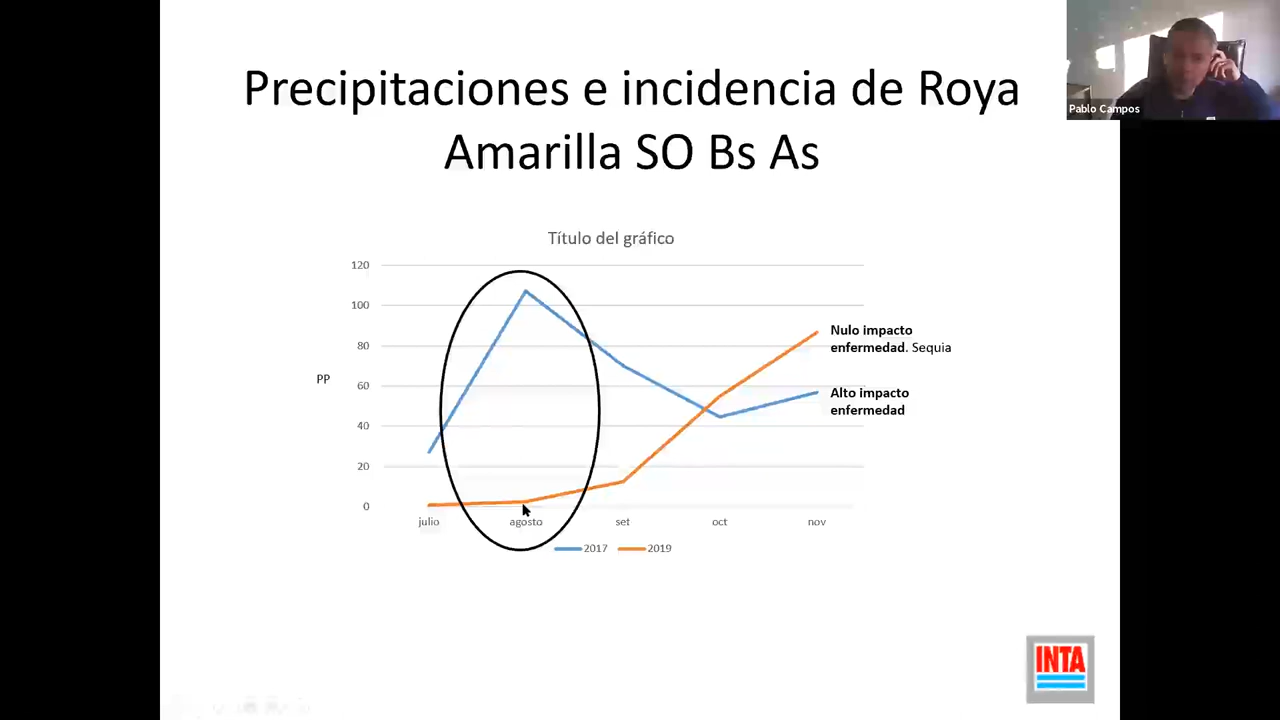 Precipitaciones e incidencia de Roya
Amarilla SO Bs As
Pablo Campos
Título del gráfico
120
100
80
60
40
20
0
PP
julio
agosto
set
oct
nov
2017
2019
Nulo impacto
enfermedad. Sequia
Alto impacto
enfermedad
INTA